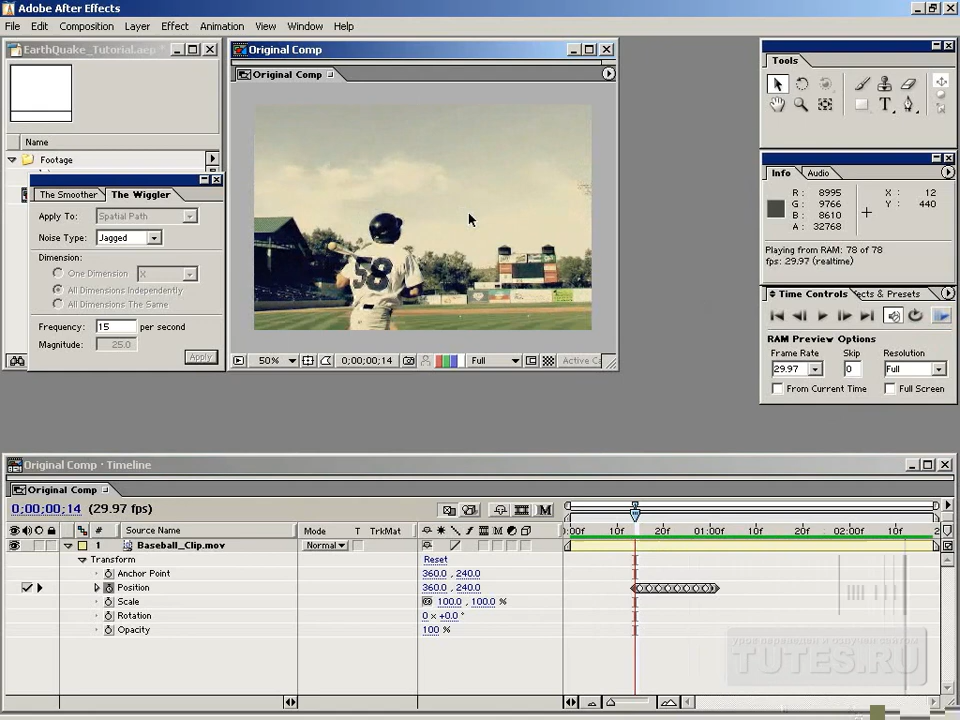 Adobe After Effects
File Edit Composition Layer Effect Animation View Window Help
EarthQuake_Tutorial.aep *
Name
Footage
The Smoother The Wiggler
Apply To: Spatial Path
Noise Type: Jagged
Dimension:
One Dimension X
All Dimensions Independently
All Dimensions The Same
Frequency: 15 per second
Magnitude: 25.0
Apply
Original Comp
Original Comp
58
50% 0;00;00;14 Full Active Ca
Tools
Info Audio
R: 8995 X: 12
G: 9766 Y: 440
B: 8610
A: 32768
Playing from RAM: 78 of 78
fps: 29.97 (realtime)
Time Controls ffects & Presets
RAM Preview Options
Frame Rate Skip Resolution
29.97 0 Full
From Current Time Full Screen
Original Comp · Timeline
Original Comp
0;00;00;14 (29.97 fps)
# Source Name Mode T TrkMat
0:00f 10f 20f 01:00f 10f 20f 02:00f 10f 2
1 Baseball_Clip.mov Normal
Transform Reset
Anchor Point 360.0, 240.0
Position 360.0, 240.0
Scale 100.0, 100.0 %
Rotation 0 x +0.0 °
Opacity 100 %
TUTES.RU